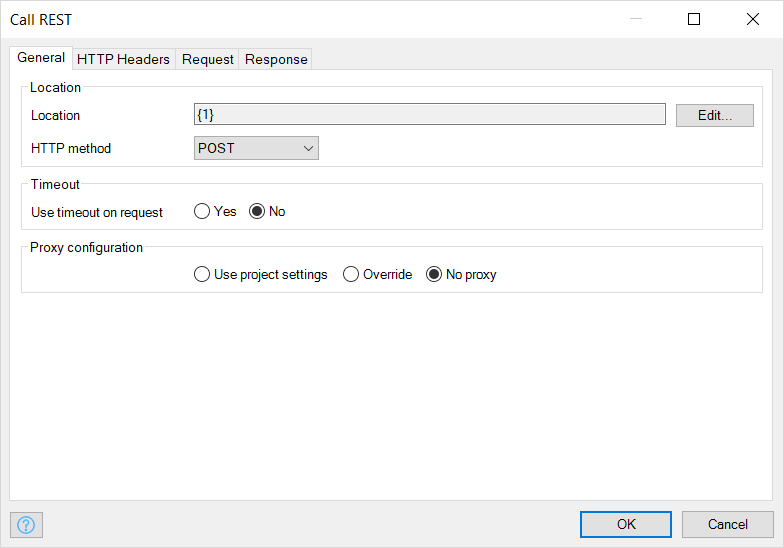 Call REST
General HTTP Headers Request Response
Location
Location {1} Edit...
HTTP method POST
Timeout
Use timeout on request Yes No
Proxy configuration
Use project settings Override No proxy
? OK Cancel